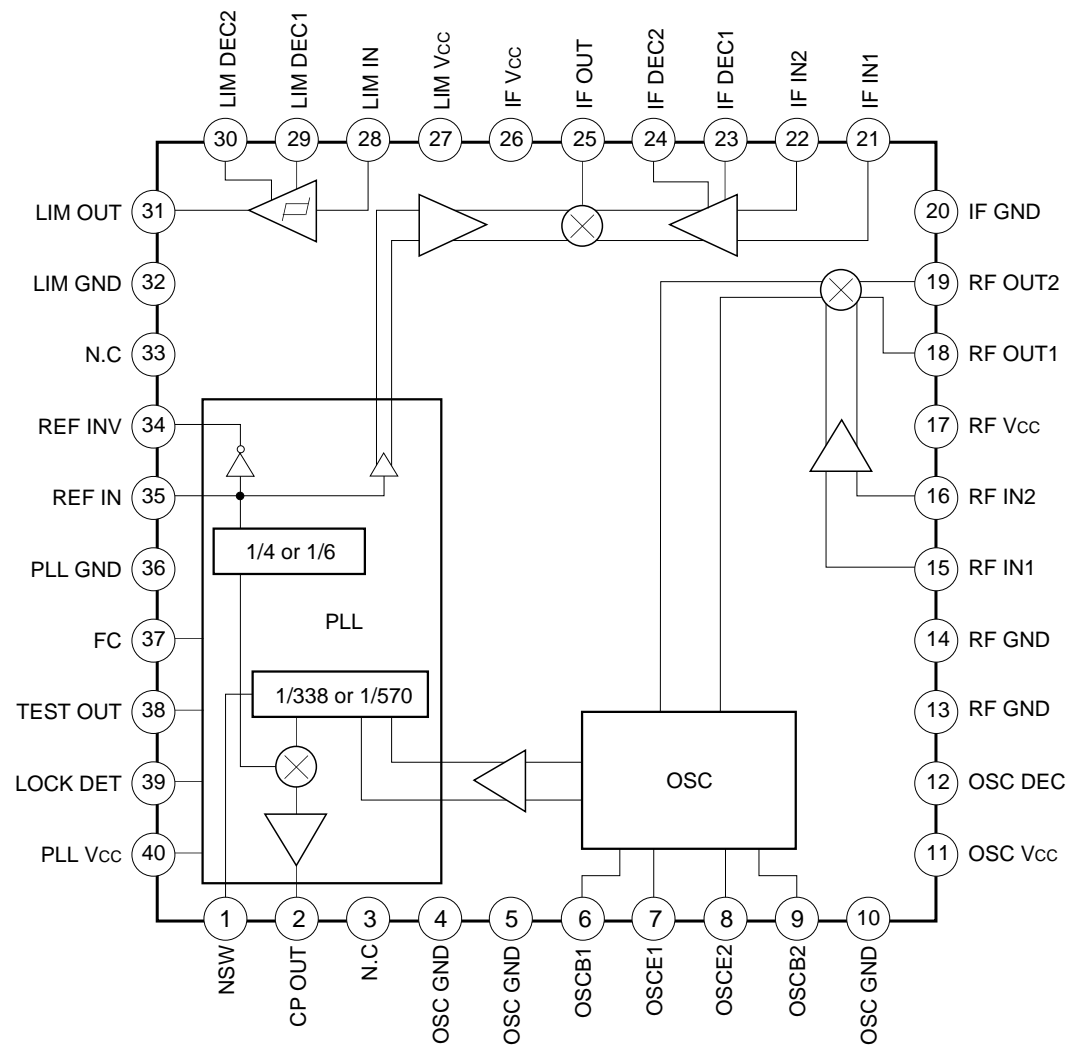 LIM DEC2
LIM DEC1
LIM IN
LIM VCC
IF VCC
IF OUT
IF DEC2
IF DEC1
IF IN2
IF IN1
30
29
28
27
26
25
24
23
22
21
LIM OUT 31
20 IF GND
LIM GND 32
19 RF OUT2
N.C 33
18 RF OUT1
REF INV 34
17 RF VCC
REF IN 35
16 RF IN2
1/4 or 1/6
PLL GND 36
15 RF IN1
PLL
FC 37
14 RF GND
1/338 or 1/570
TEST OUT 38
13 RF GND
OSC
LOCK DET 39
12 OSC DEC
PLL VCC 40
11 OSC VCC
1
2
3
4
5
6
7
8
9
10
NSW
CP OUT
N.C
OSC GND
OSC GND
OSCB1
OSCE1
OSCE2
OSCB2
OSC GND